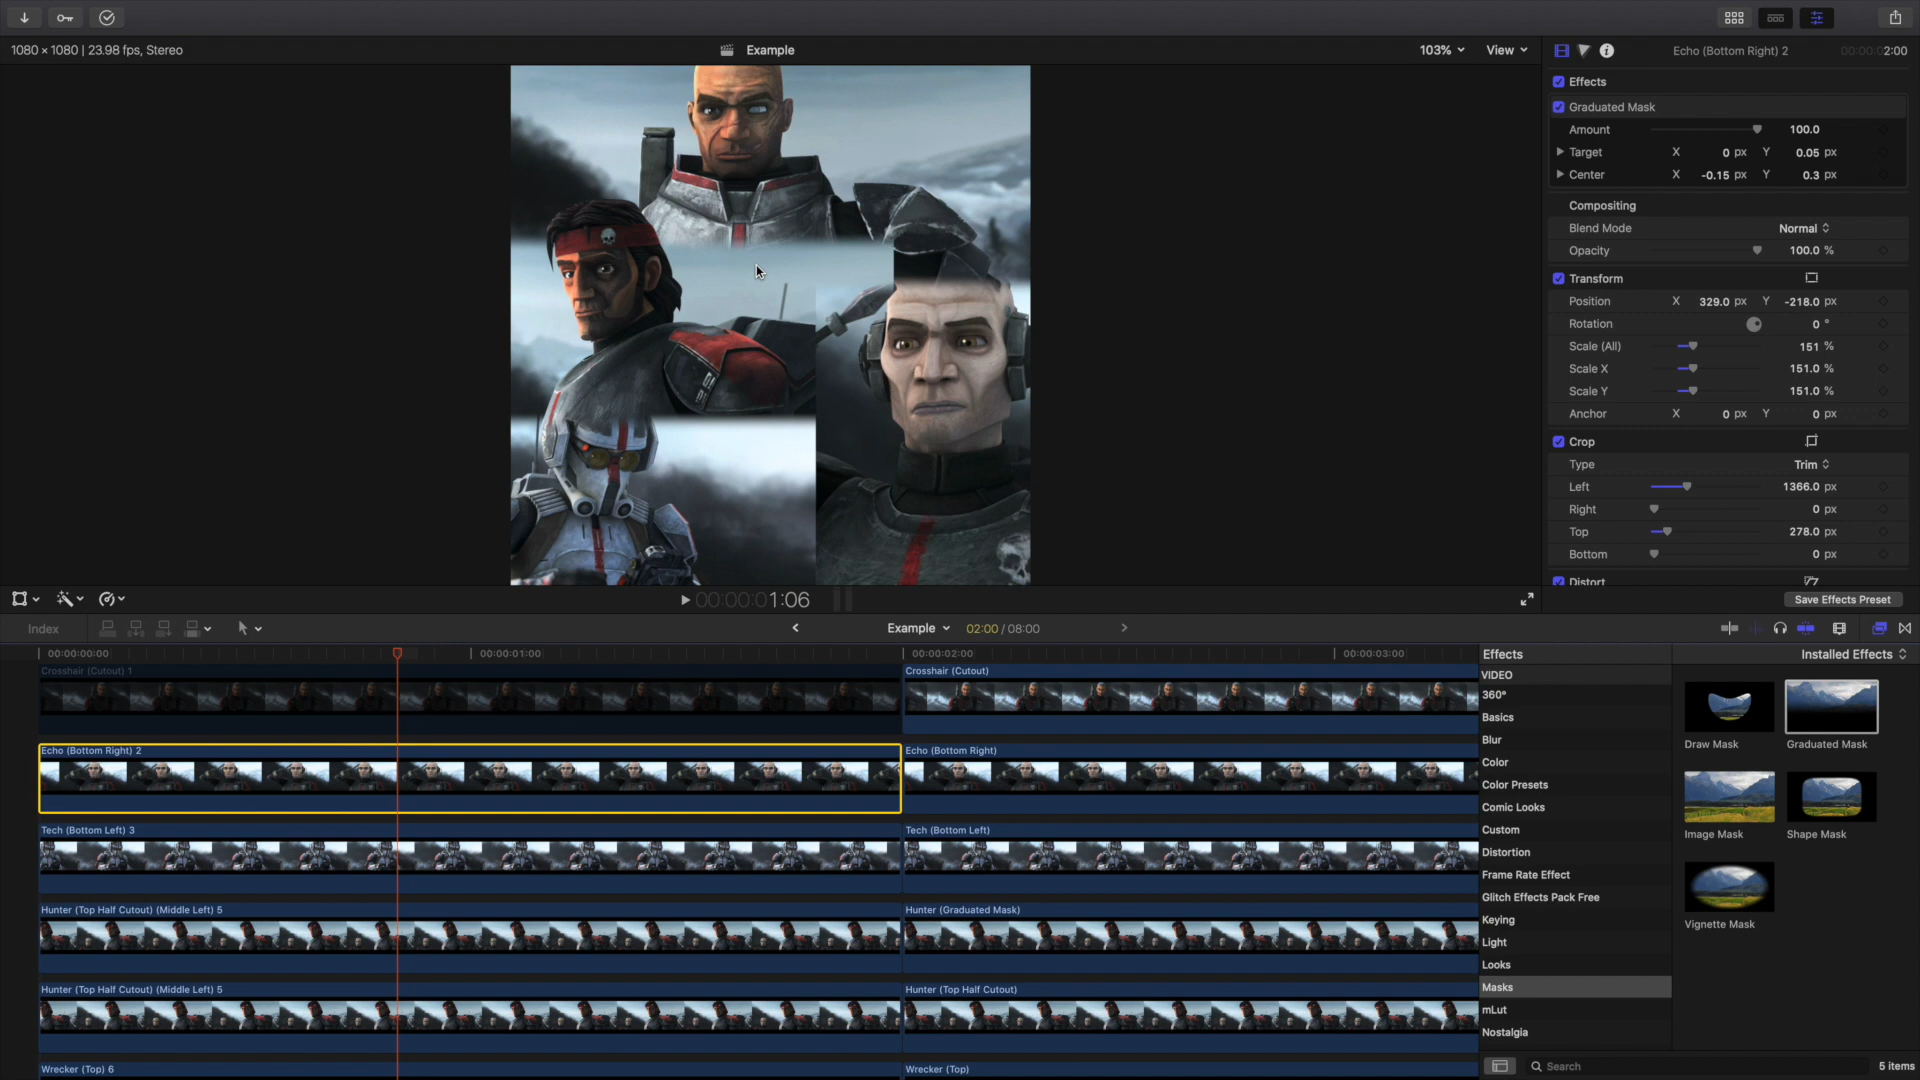 1080 × 1080 | 23.98 fps, Stereo
Example
103%
View
Echo (Bottom Right) 2
00:00:02:00
Effects
Graduated Mask
Amount 100.0
Target X 0 px Y 0.05 px
Center X -0.15 px Y 0.3 px
Compositing
Blend Mode Normal
Opacity 100.0 %
Transform
Position X 329.0 px Y -218.0 px
Rotation 0 °
Scale (All) 151 %
Scale X 151.0 %
Scale Y 151.0 %
Anchor X 0 px Y 0 px
Crop
Type Trim
Left 1366.0 px
Right 0 px
Top 278.0 px
Bottom 0 px
Distort
00:00:01:06
Save Effects Preset
Index
Example
02:00 / 08:00
00:00:00:00
00:00:01:00
00:00:02:00
00:00:03:00
Crosshair (Cutout) 1
Crosshair (Cutout)
Echo (Bottom Right) 2
Echo (Bottom Right)
Tech (Bottom Left) 3
Tech (Bottom Left)
Hunter (Top Half Cutout) (Middle Left) 5
Hunter (Graduated Mask)
Hunter (Top Half Cutout) (Middle Left) 5
Hunter (Top Half Cutout)
Wrecker (Top) 6
Wrecker (Top)
Effects
Installed Effects
VIDEO
360°
Basics
Blur
Color
Color Presets
Comic Looks
Custom
Distortion
Frame Rate Effect
Glitch Effects Pack Free
Keying
Light
Looks
Masks
mLut
Nostalgia
Draw Mask
Graduated Mask
Image Mask
Shape Mask
Vignette Mask
Search
5 items